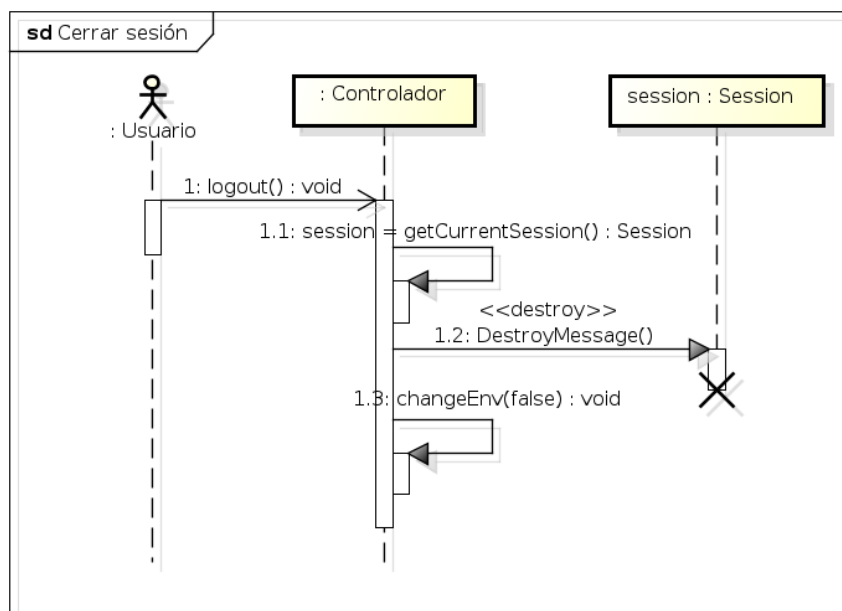 sd Cerrar sesión
: Usuario
: Controlador
session : Session
1: logout() : void
1.1: session = getCurrentSession() : Session
<<destroy>>
1.2: DestroyMessage()
1.3: changeEnv(false) : void